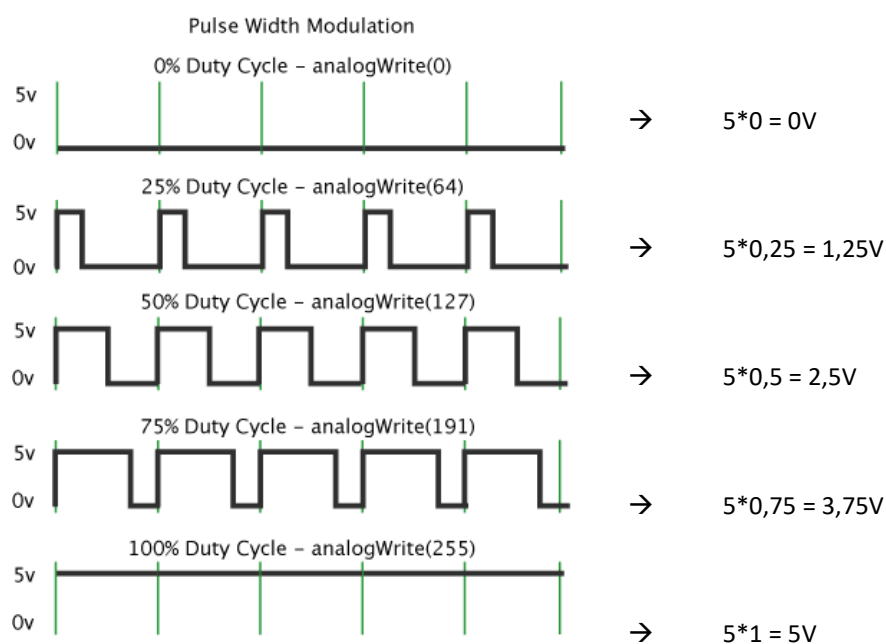 Pulse Width Modulation
0% Duty Cycle – analogWrite(0)
5v
0v
→ 5*0 = 0V
25% Duty Cycle – analogWrite(64)
5v
0v
→ 5*0,25 = 1,25V
50% Duty Cycle – analogWrite(127)
5v
0v
→ 5*0,5 = 2,5V
75% Duty Cycle – analogWrite(191)
5v
0v
→ 5*0,75 = 3,75V
100% Duty Cycle – analogWrite(255)
5v
0v
→ 5*1 = 5V